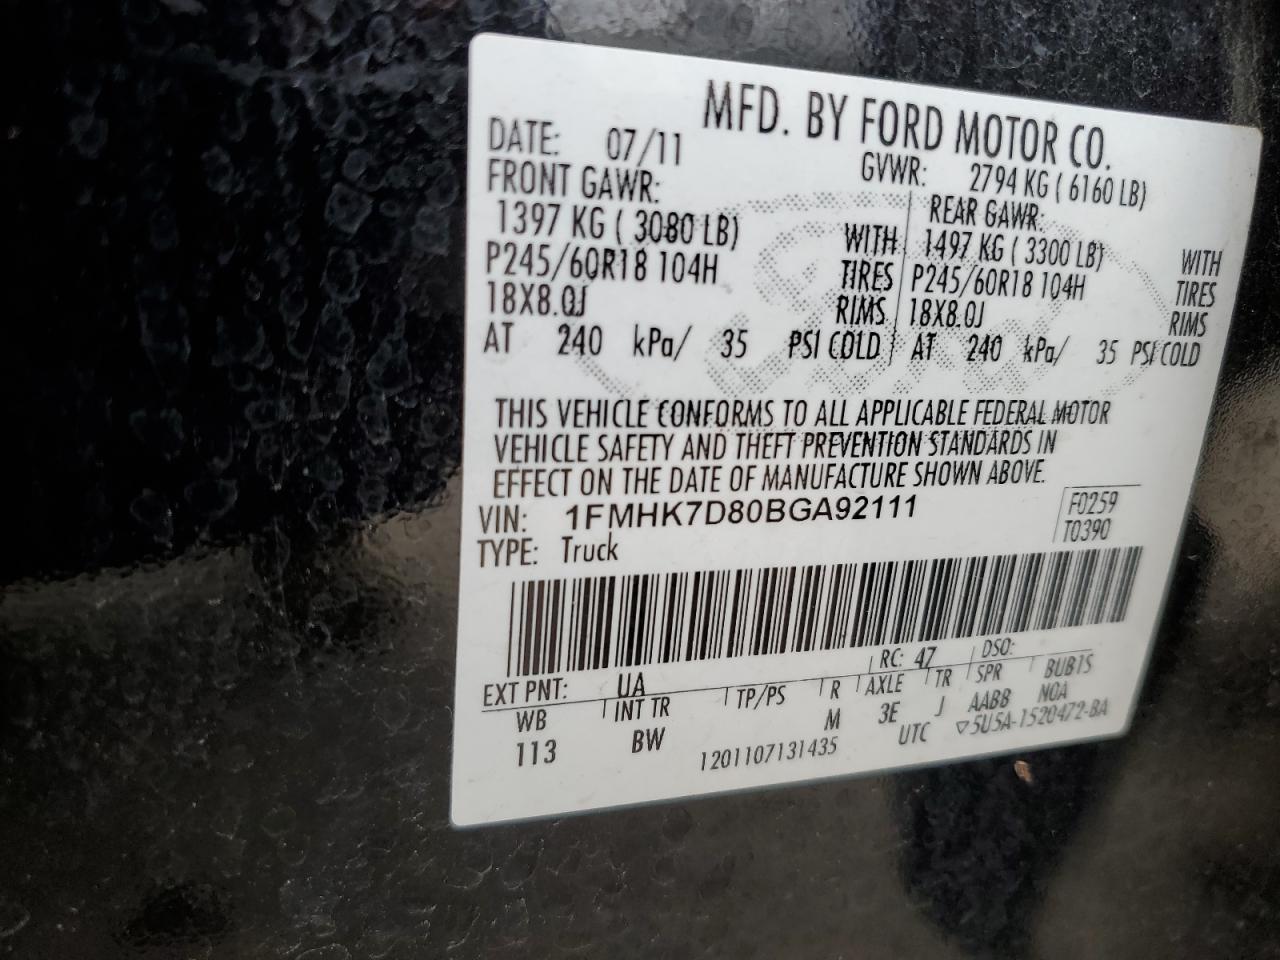 MFD. BY FORD MOTOR CO.
DATE: 07/11 GVWR: 2794 KG ( 6160 LB)
FRONT GAWR: REAR GAWR:
1397 KG ( 3080 LB) WITH 1497 KG ( 3300 LB) WITH
P245/60R18 104H TIRES P245/60R18 104H TIRES
18X8.0J RIMS 18X8.0J RIMS
AT 240 kPa/ 35 PSI COLD AT 240 kPa/ 35 PSI COLD
THIS VEHICLE CONFORMS TO ALL APPLICABLE FEDERAL MOTOR
VEHICLE SAFETY AND THEFT PREVENTION STANDARDS IN
EFFECT ON THE DATE OF MANUFACTURE SHOWN ABOVE.
VIN: 1FMHK7D80BGA92111 F0259
TYPE: Truck T0390
EXT PNT: UA RC: 47 DSO:
WB INT TR TP/PS R AXLE TR SPR BUB1S
113 BW M 3E J AABB NOA
1201107131435 UTC ▽5U5A-1520472-BA